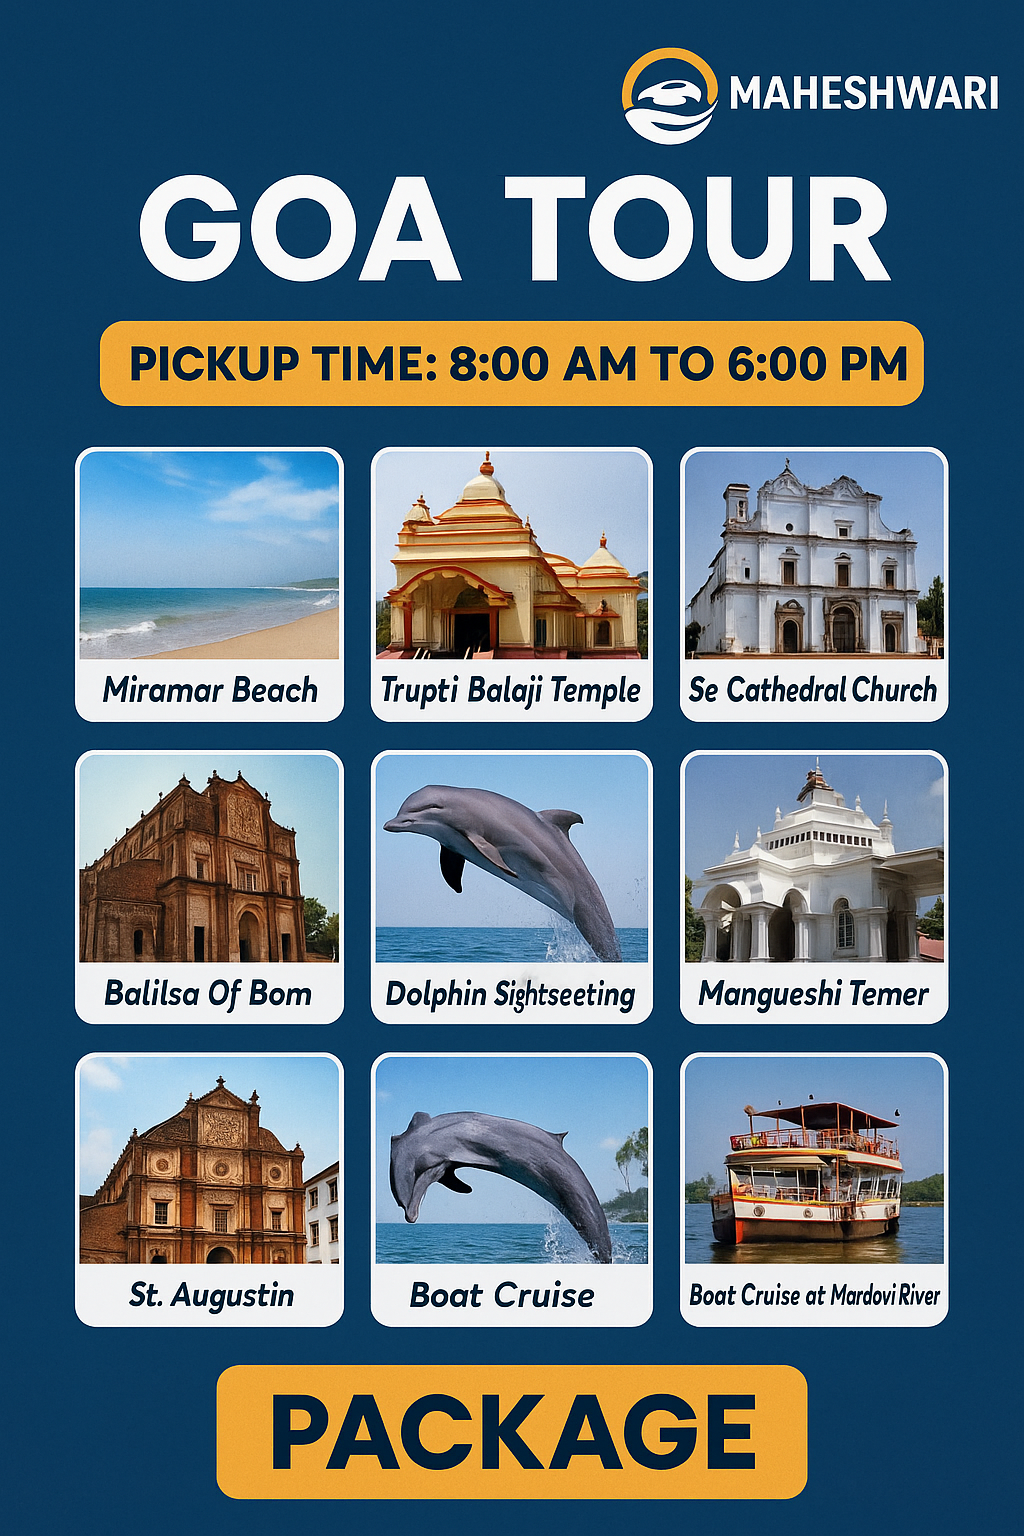 MAHESHWARI
GOA TOUR
PICKUP TIME: 8:00 AM TO 6:00 PM
Miramar Beach
Trupti Balaji Temple
Se Cathedral Church
Balilsa Of Bom
Dolphin Sightseeting
Mangueshi Temer
St. Augustin
Boat Cruise
Boat Cruise at Mardovi River
PACKAGE